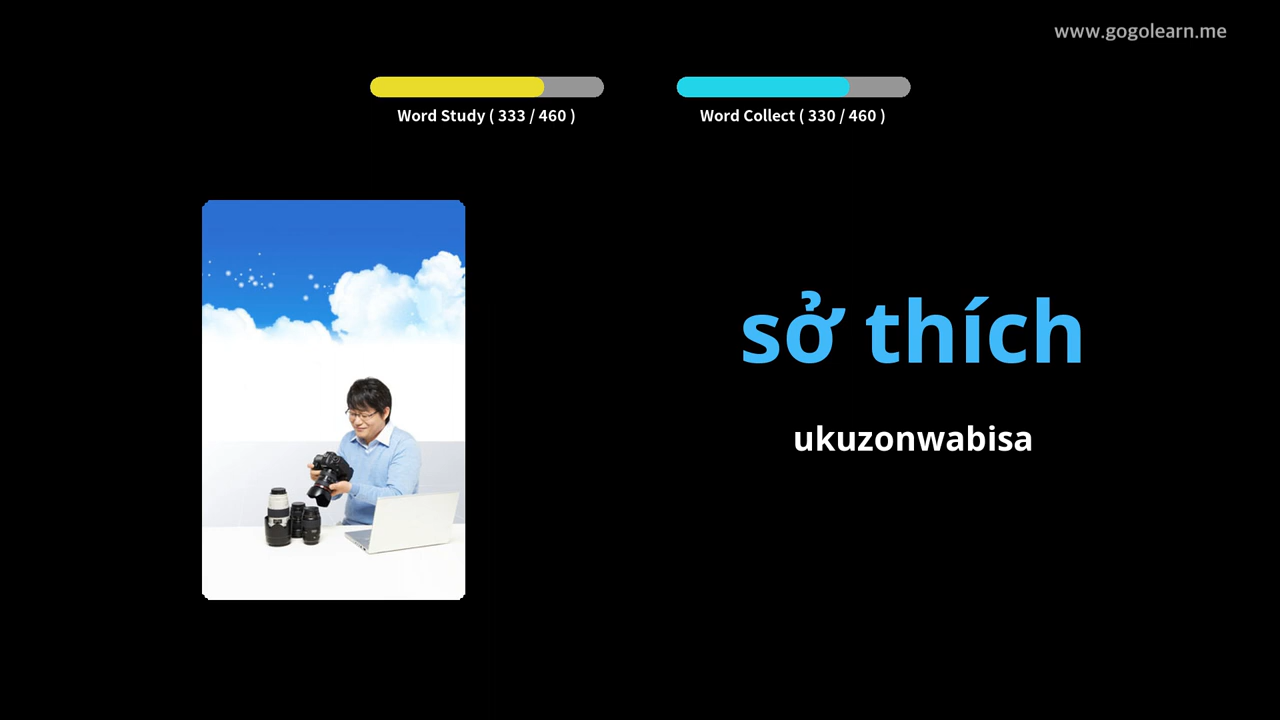 www.gogolearn.me
Word Study ( 333 / 460 )
Word Collect ( 330 / 460 )
sở thích
ukuzonwabisa